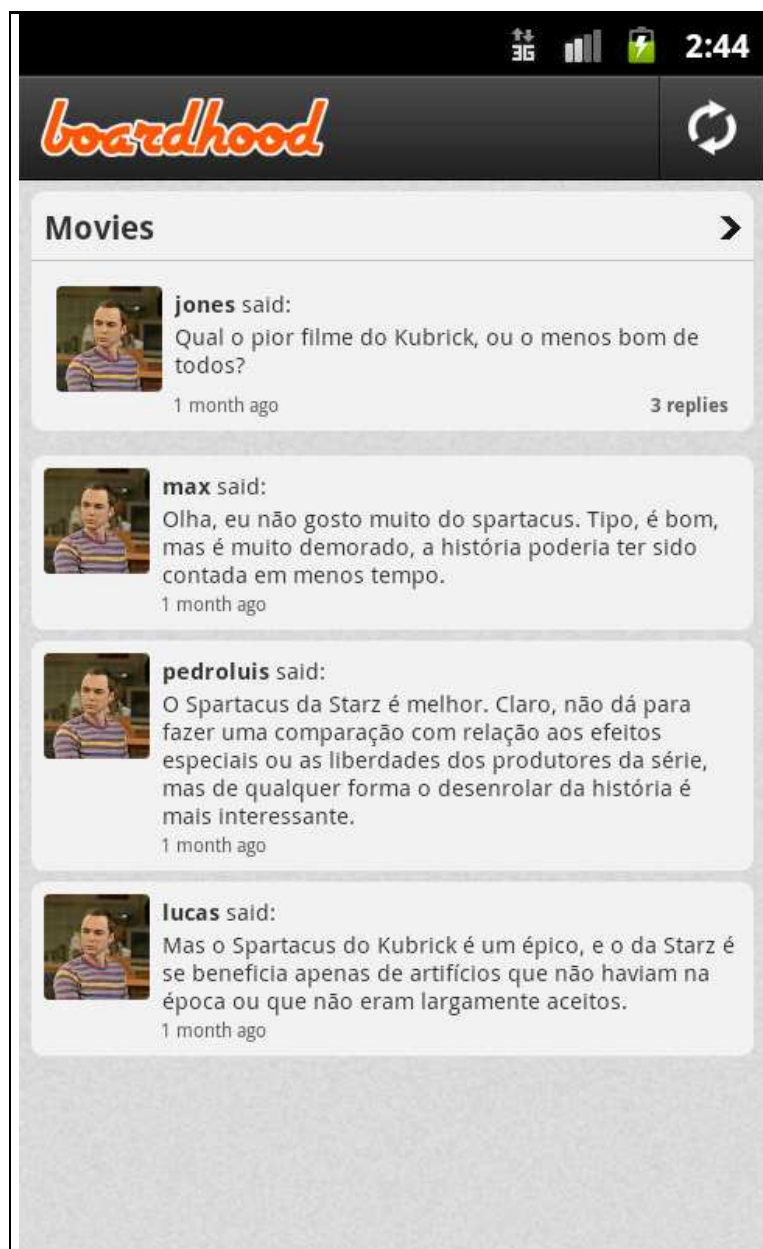 3G 2:44
boardhood
Movies
jones said:
Qual o pior filme do Kubrick, ou o menos bom de
todos?
1 month ago 3 replies
max said:
Olha, eu não gosto muito do spartacus. Tipo, é bom,
mas é muito demorado, a história poderia ter sido
contada em menos tempo.
1 month ago
pedroluis said:
O Spartacus da Starz é melhor. Claro, não dá para
fazer uma comparação com relação aos efeitos
especiais ou as liberdades dos produtores da série,
mas de qualquer forma o desenrolar da história é
mais interessante.
1 month ago
lucas said:
Mas o Spartacus do Kubrick é um épico, e o da Starz é
se beneficia apenas de artifícios que não haviam na
época ou que não eram largamente aceitos.
1 month ago